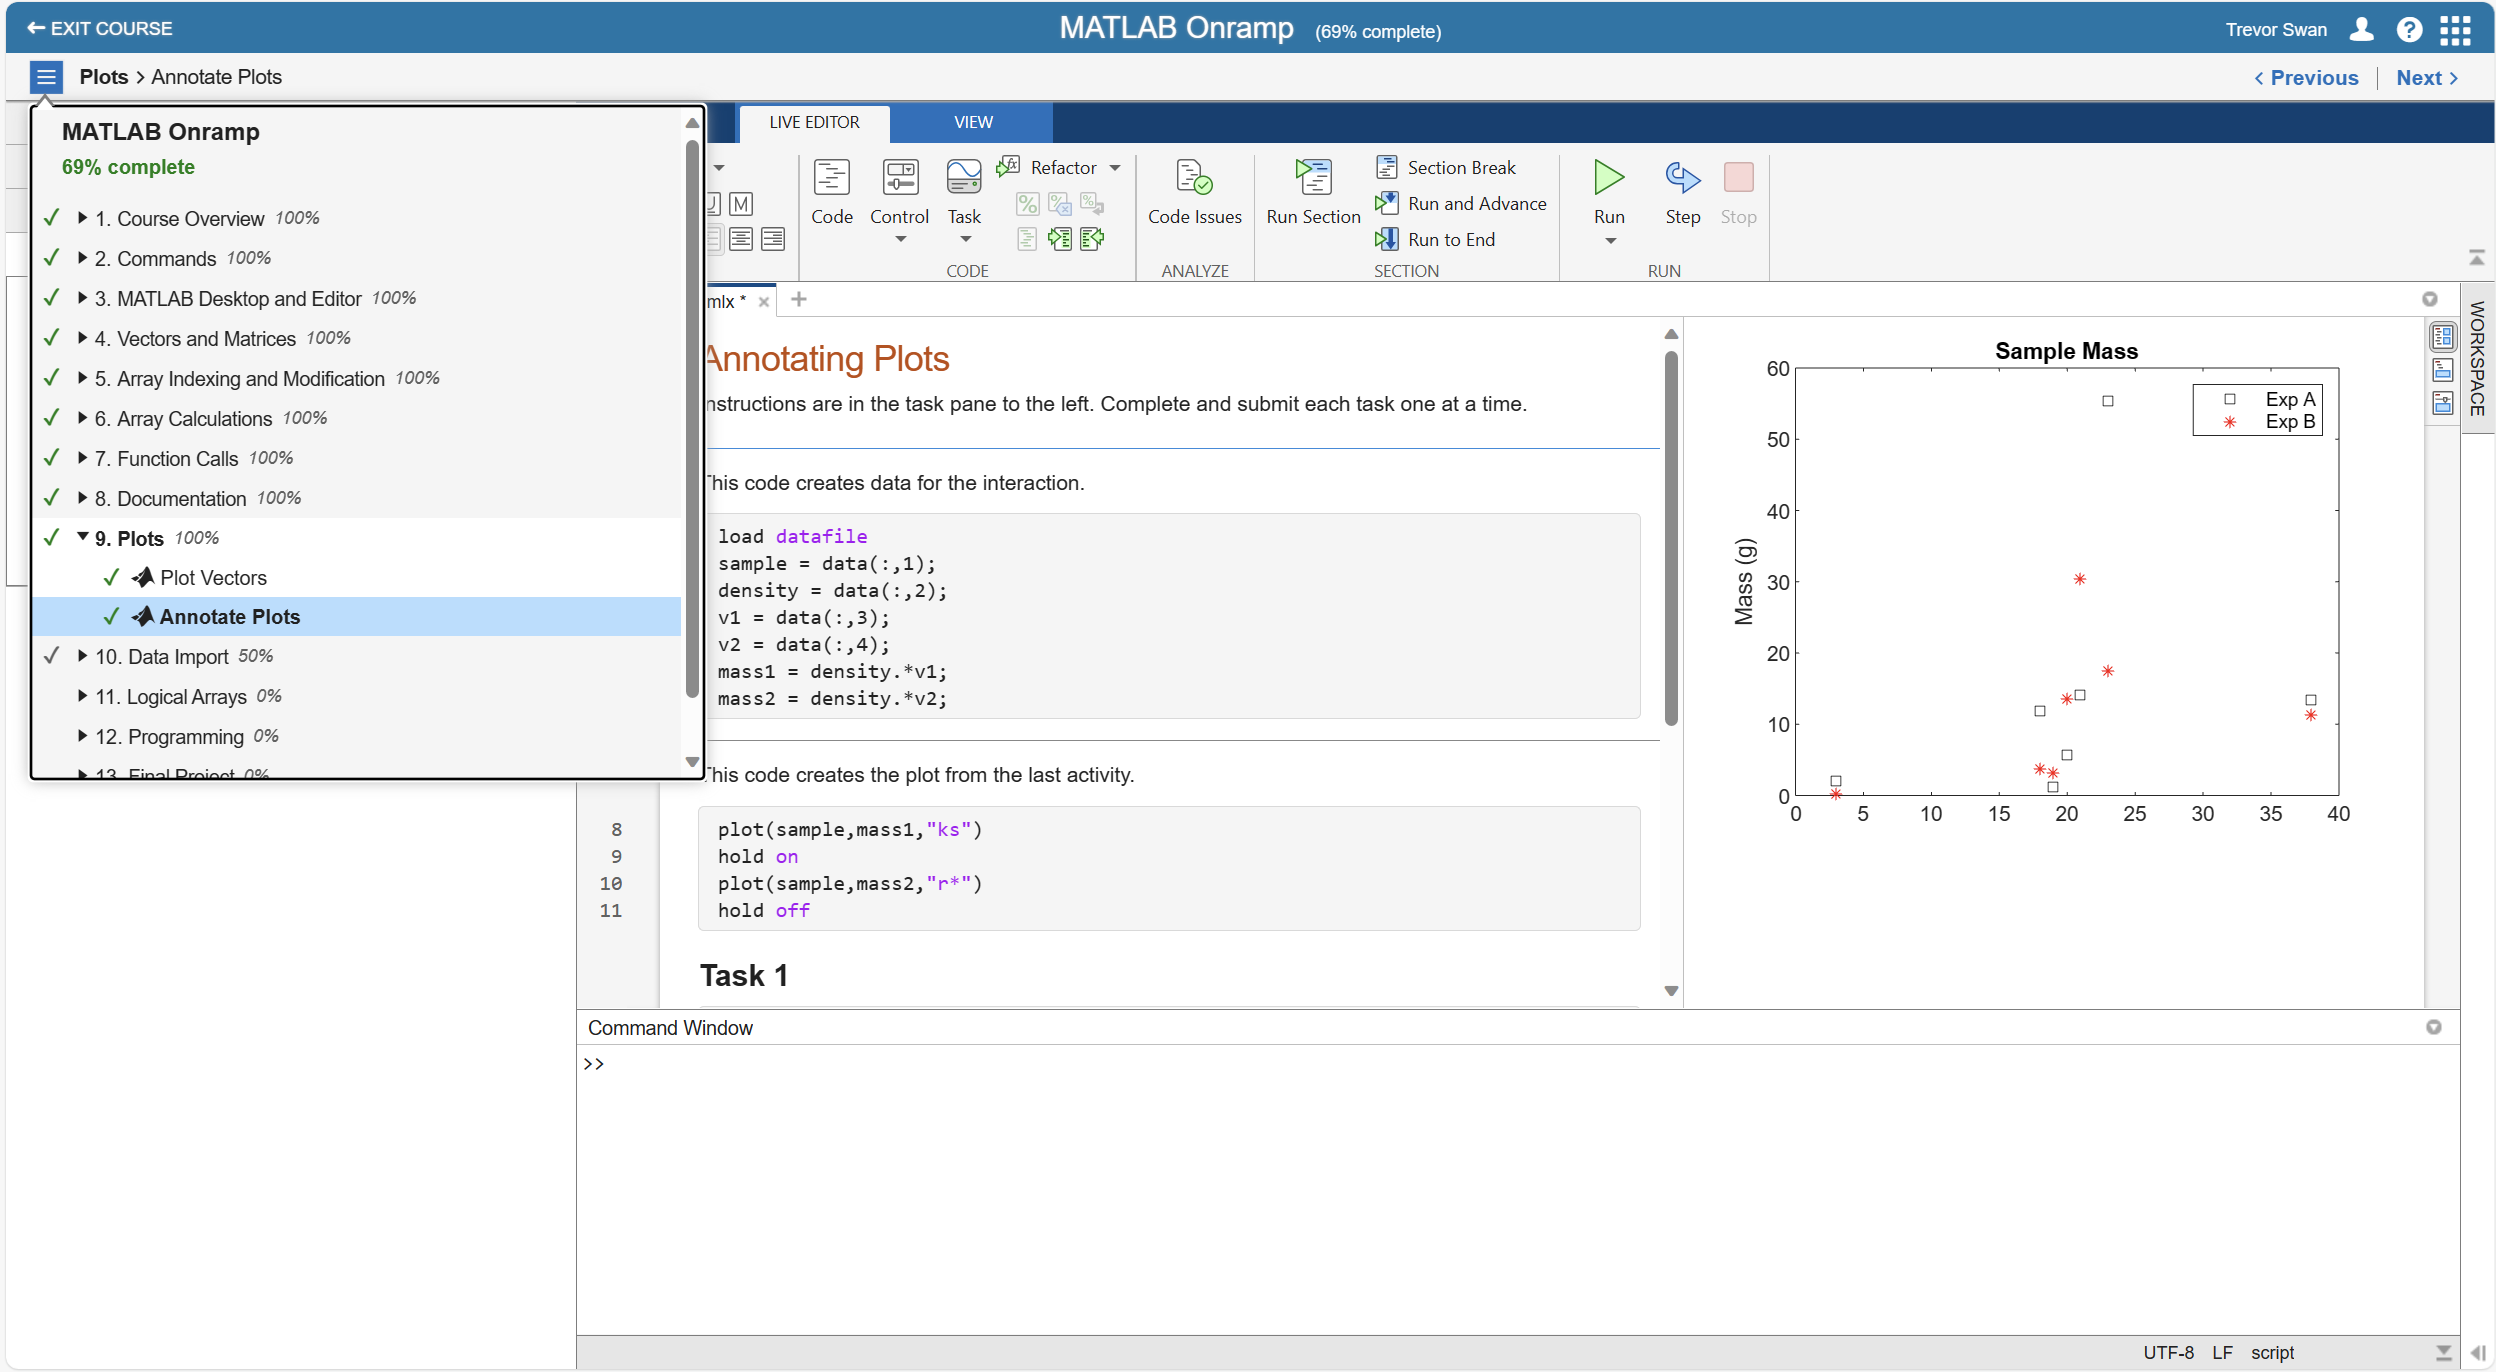 EXIT COURSE
MATLAB Onramp (69% complete)
Trevor Swan
Plots > Annotate Plots
< Previous | Next >
MATLAB Onramp
69% complete
1. Course Overview 100%
2. Commands 100%
3. MATLAB Desktop and Editor 100%
4. Vectors and Matrices 100%
5. Array Indexing and Modification 100%
6. Array Calculations 100%
7. Function Calls 100%
8. Documentation 100%
9. Plots 100%
Plot Vectors
Annotate Plots
10. Data Import 50%
11. Logical Arrays 0%
12. Programming 0%
13. Final Project 0%
LIVE EDITOR
VIEW
M
Code
Control
Task
Refactor
CODE
Code Issues
ANALYZE
Run Section
Section Break
Run and Advance
Run to End
SECTION
Run
Step
Stop
RUN
mlx *
WORKSPACE
Annotating Plots
nstructions are in the task pane to the left. Complete and submit each task one at a time.
This code creates data for the interaction.
load datafile
sample = data(:,1);
density = data(:,2);
v1 = data(:,3);
v2 = data(:,4);
mass1 = density.*v1;
mass2 = density.*v2;
This code creates the plot from the last activity.
8 plot(sample,mass1,"ks")
9 hold on
10 plot(sample,mass2,"r*")
11 hold off
Task 1
Sample Mass
Exp A
Exp B
Mass (g)
60
50
40
30
20
10
0
0 5 10 15 20 25 30 35 40
Command Window
>>
UTF-8 LF script